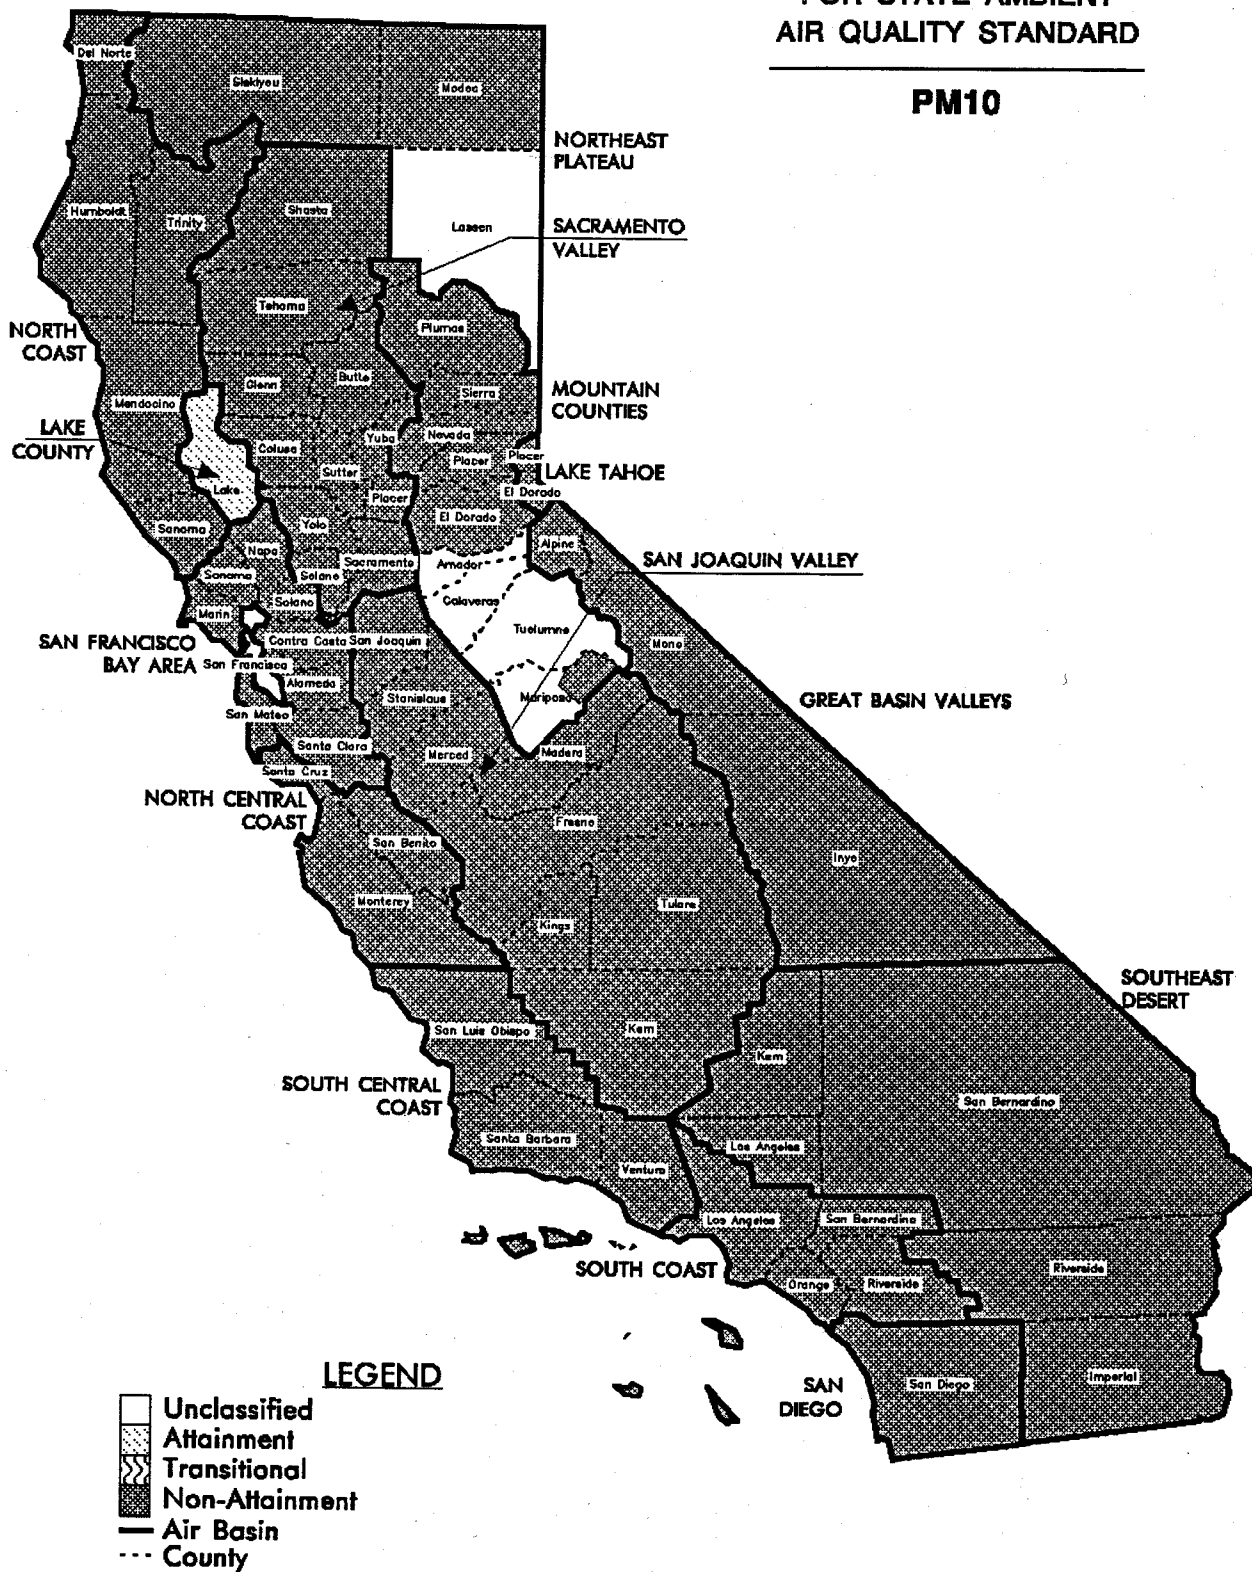 FOR STATE AMBIENT
AIR QUALITY STANDARD
PM10
Del Norte
Siskiyou
Modoc
NORTHEAST
PLATEAU
Humboldt
Trinity
Shasta
Lassen
SACRAMENTO
VALLEY
Tehama
Plumas
NORTH
COAST
Glenn
Butte
Sierra
MOUNTAIN
COUNTIES
Mendocino
LAKE
COUNTY
Colusa
Yuba
Nevada
Placer
Placer
LAKE TAHOE
Sutter
Lake
Placer
El Dorado
El Dorado
Sonoma
Yolo
Napa
Alpine
Sacramento
Amador
SAN JOAQUIN VALLEY
Sonoma
Solano
Solano
Calaveras
Marin
Tuolumne
SAN FRANCISCO
BAY AREA
Contra Costa
San Joaquin
Mono
San Francisco
Alameda
Stanislaus
Mariposa
GREAT BASIN VALLEYS
San Mateo
Santa Clara
Merced
Madera
Santa Cruz
NORTH CENTRAL
COAST
Fresno
San Benito
Inyo
Monterey
Kings
Tulare
SOUTHEAST
DESERT
San Luis Obispo
Kern
Kern
SOUTH CENTRAL
COAST
San Bernardino
Santa Barbara
Los Angeles
Ventura
Los Angeles
San Bernardino
SOUTH COAST
Orange
Riverside
Riverside
SAN
DIEGO
San Diego
Imperial
LEGEND
Unclassified
Attainment
Transitional
Non-Attainment
Air Basin
County